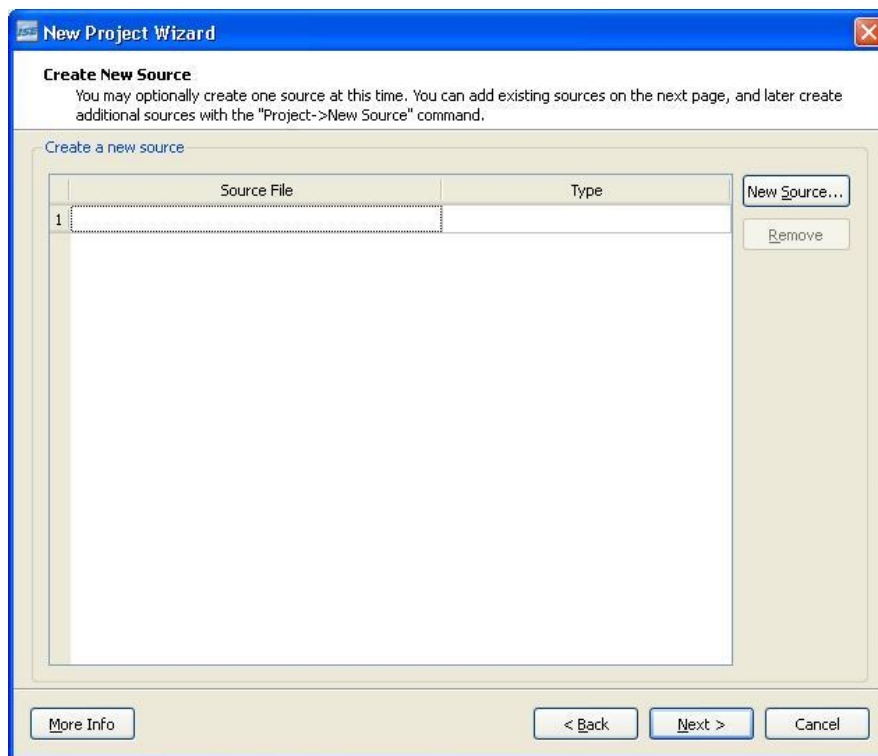 ISE New Project Wizard
Create New Source
You may optionally create one source at this time. You can add existing sources on the next page, and later create
additional sources with the "Project->New Source" command.
Create a new source
Source File Type
New Source...
1
Remove
More Info
< Back
Next >
Cancel